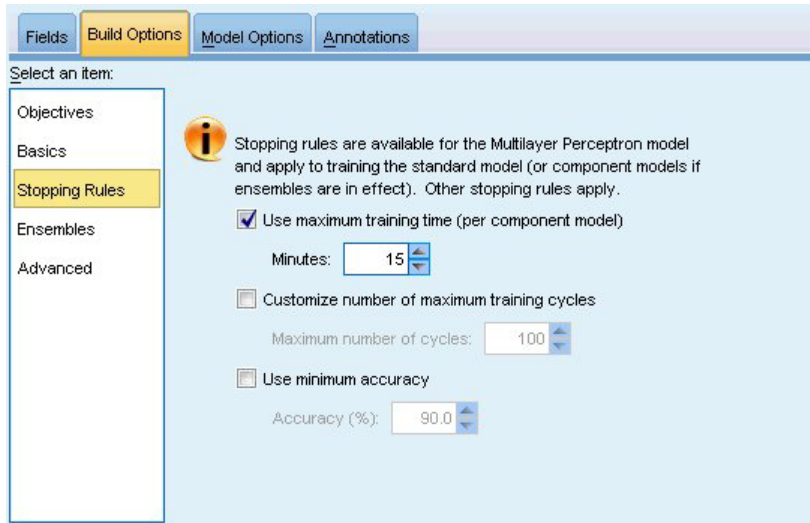 Fields Build Options Model Options Annotations
Select an item:
Objectives
Basics
Stopping Rules
Ensembles
Advanced
Stopping rules are available for the Multilayer Perceptron model
and apply to training the standard model (or component models if
ensembles are in effect). Other stopping rules apply.
Use maximum training time (per component model)
Minutes: 15
Customize number of maximum training cycles
Maximum number of cycles: 100
Use minimum accuracy
Accuracy (%): 90.0